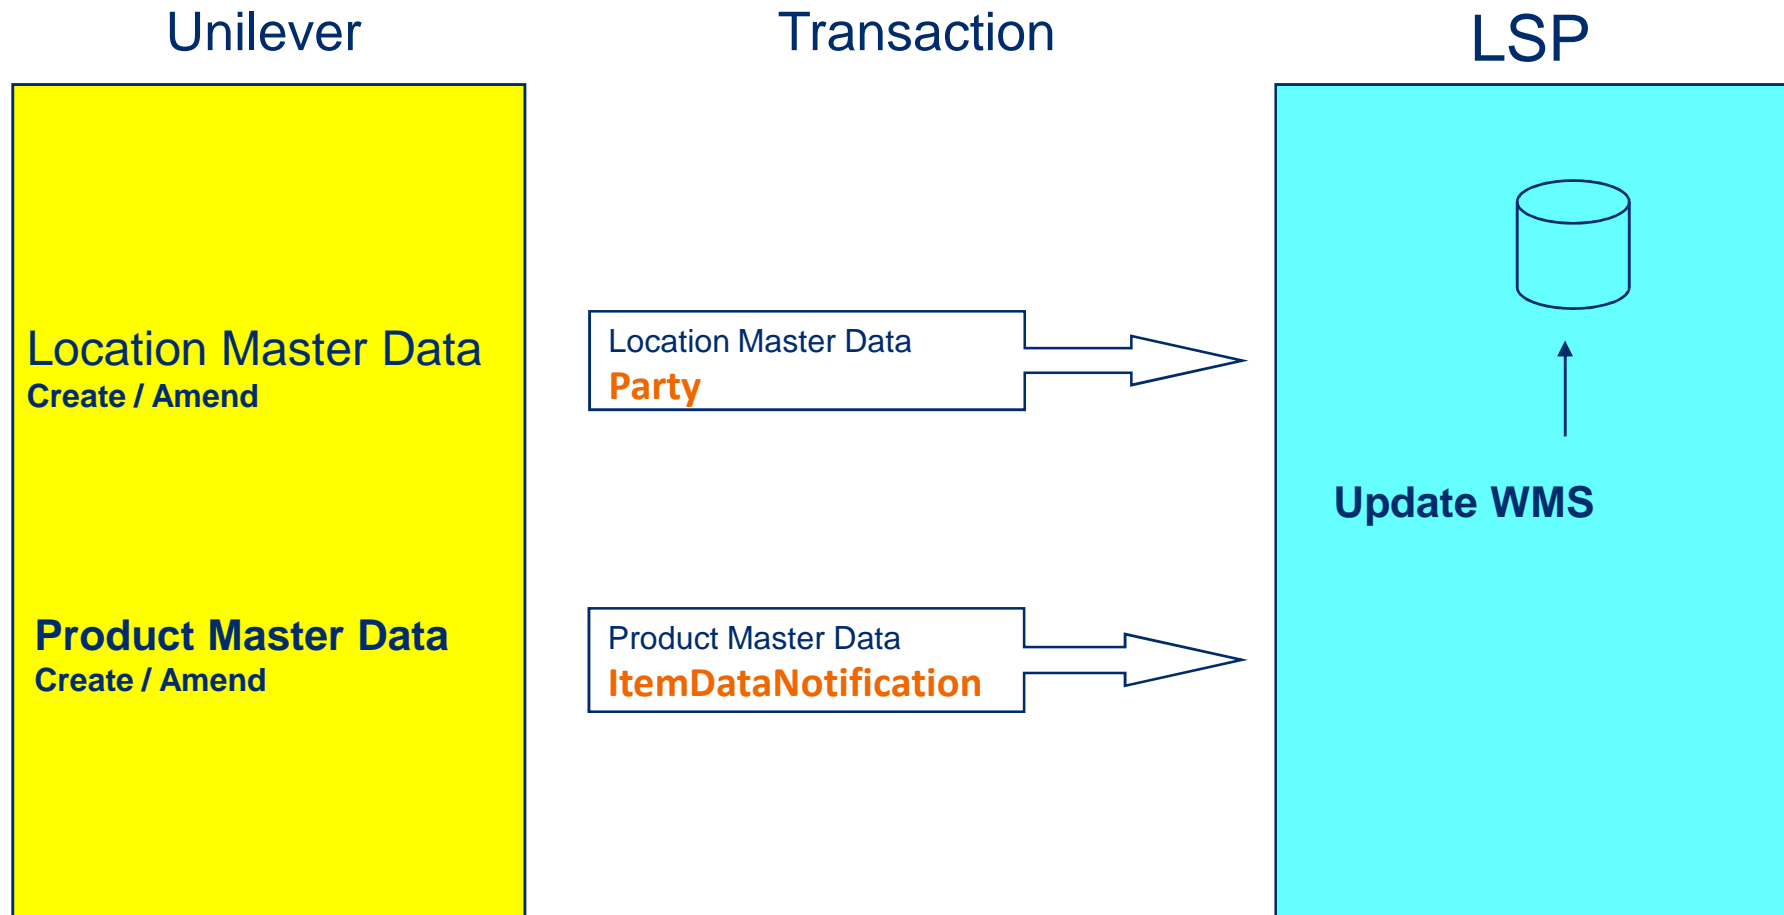 Unilever
Transaction
LSP
Location Master Data
Create / Amend
Location Master Data
Party
Update WMS
Product Master Data
Create / Amend
Product Master Data
ItemDataNotification